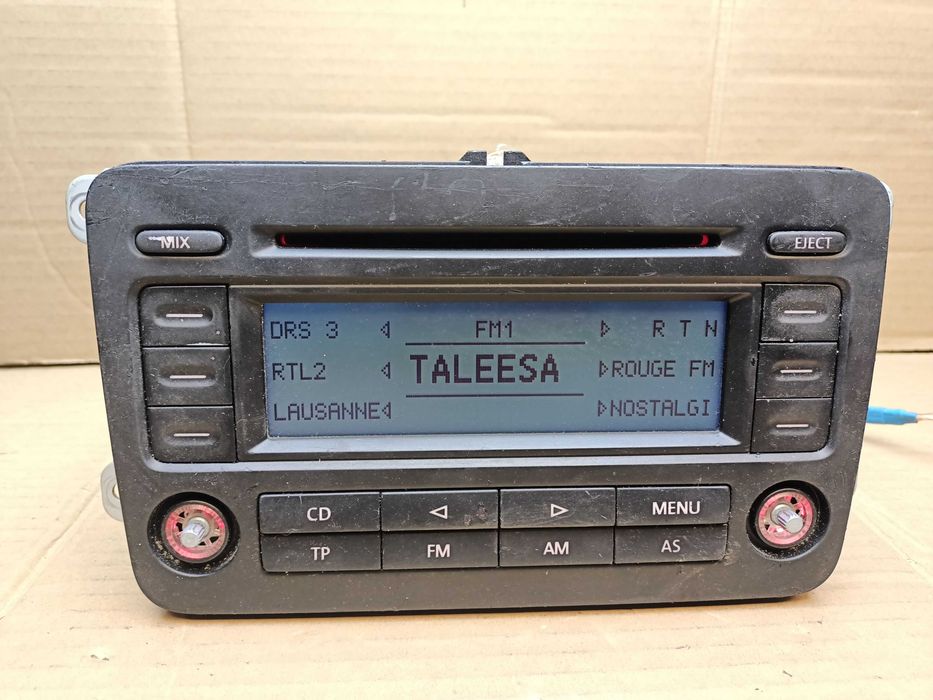 MIX EJECT
DRS 3 FM1 R T N
RTL2 TALEESA ROUGE FM
LAUSANNE NOSTALGI
CD MENU
TP FM AM AS